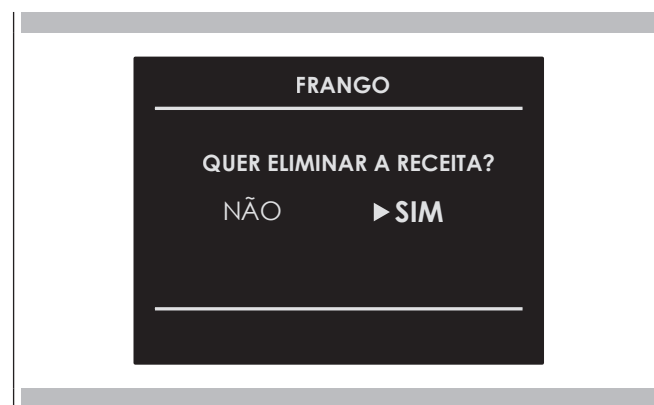 FRANGO
QUER ELIMINAR A RECEITA?
NÃO ▶SIM